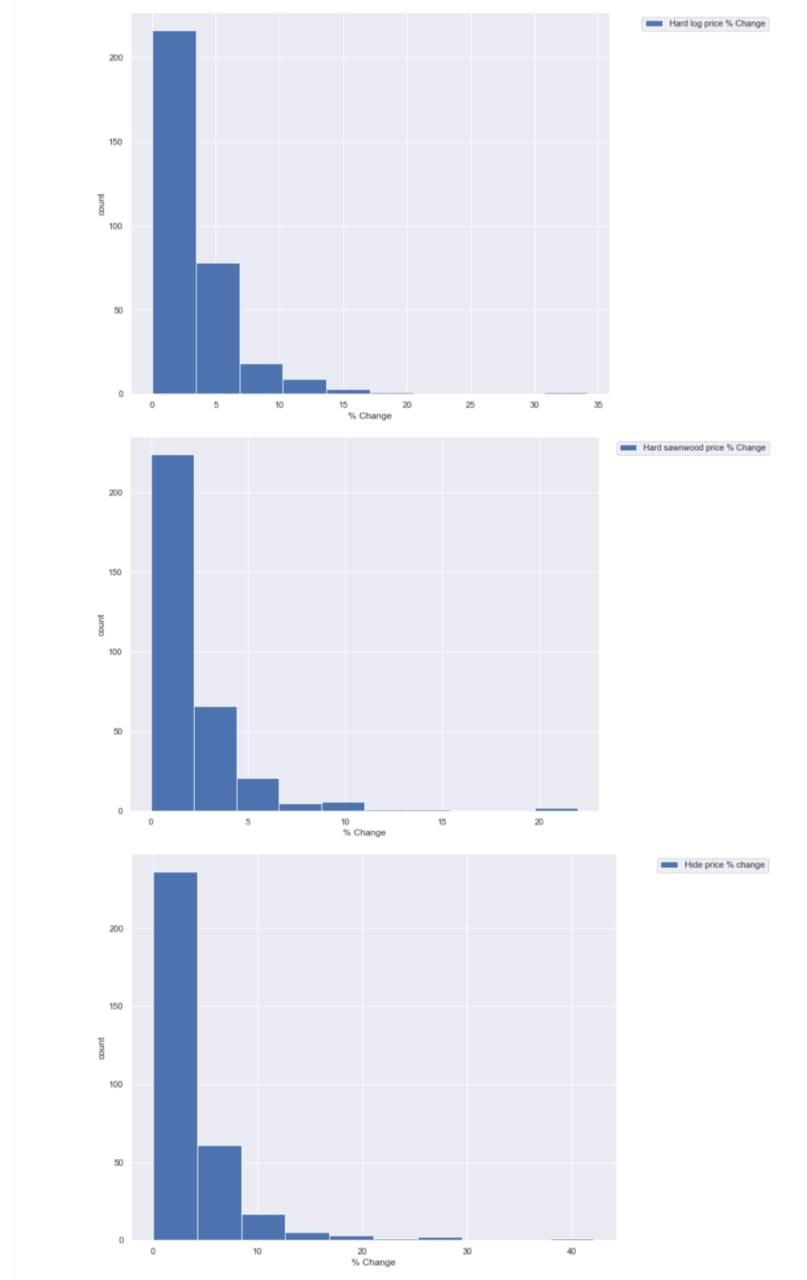 Hard log price % Change
200
150
100
50
0
count
0 5 10 15 20 25 30 35
% Change
Hard sawnwood price % Change
200
150
100
50
0
count
0 5 10 15 20
% Change
Hide price % change
200
150
100
50
0
count
0 10 20 30 40
% Change